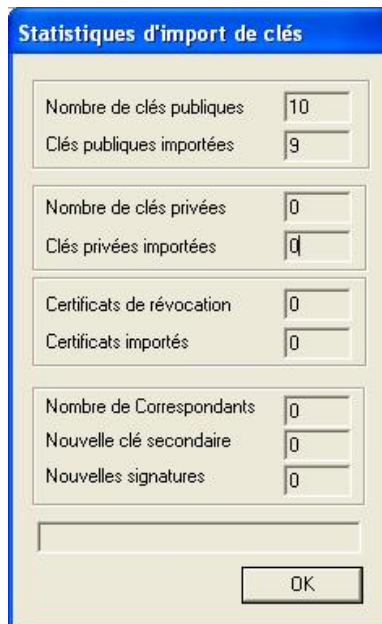 Statistiques d'import de clés
Nombre de clés publiques 10
Clés publiques importées 9
Nombre de clés privées 0
Clés privées importées 0
Certificats de révocation 0
Certificats importés 0
Nombre de Correspondants 0
Nouvelle clé secondaire 0
Nouvelles signatures 0
OK